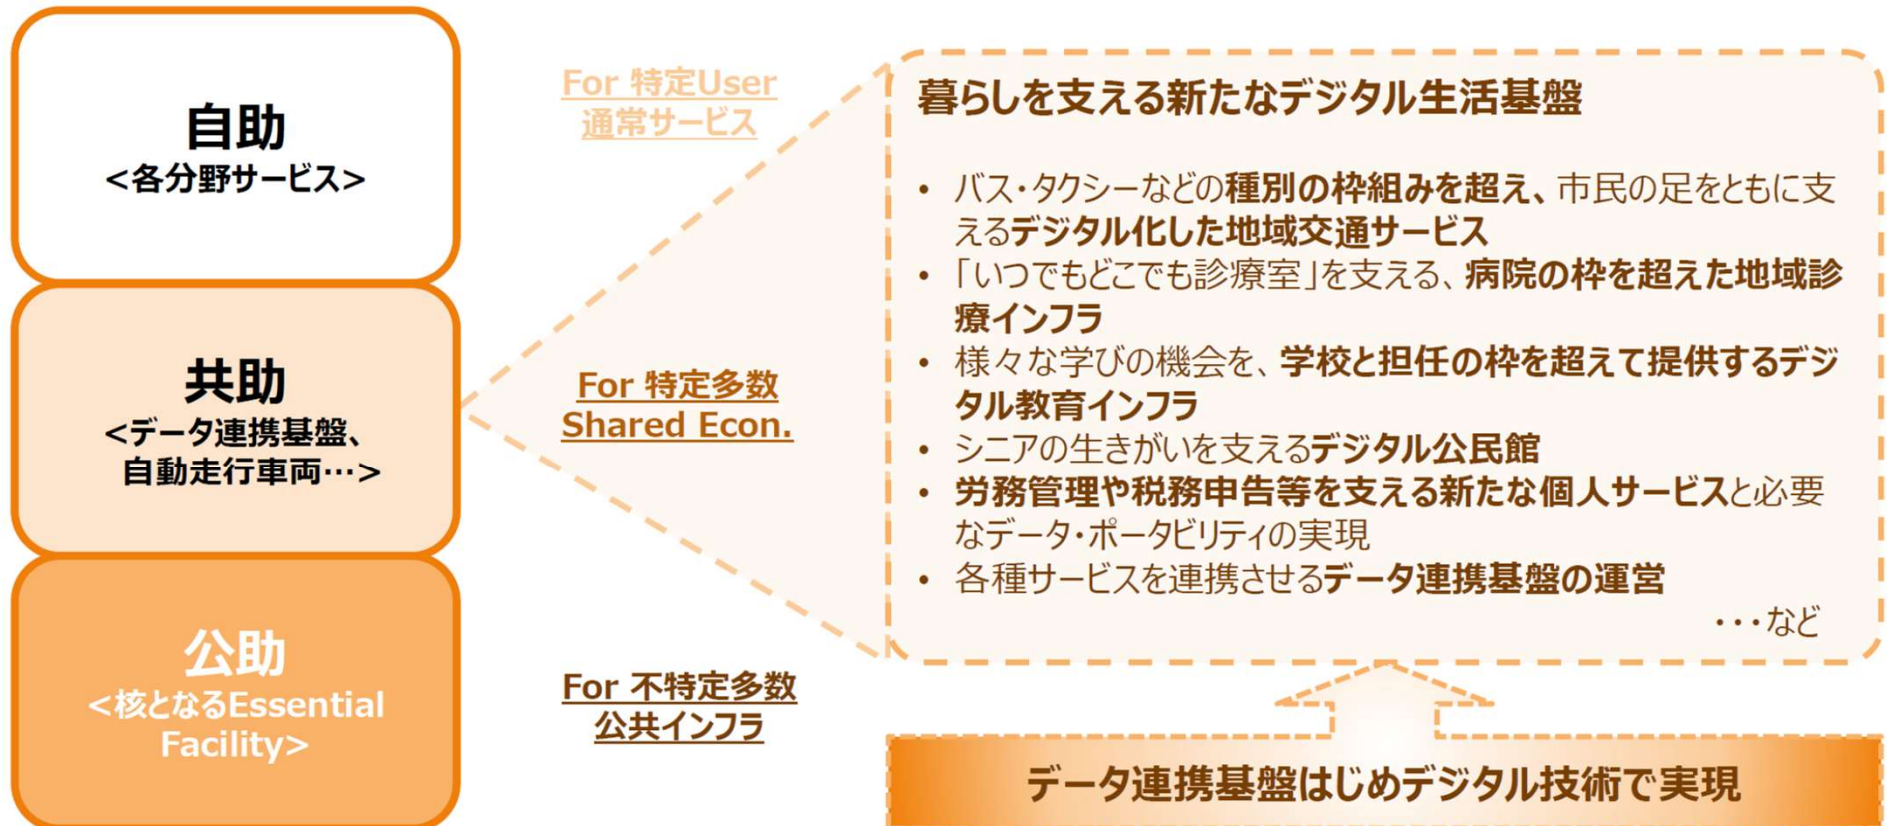 自助
<各分野サービス>
共助
<データ連携基盤、
自動走行車両…>
公助
<核となるEssential
Facility>
For 特定User
通常サービス
For 特定多数
Shared Econ.
For 不特定多数
公共インフラ
暮らしを支える新たなデジタル生活基盤
• バス・タクシーなどの種別の枠組みを超え、市民の足をともに支
えるデジタル化した地域交通サービス
• 「いつでもどこでも診療室」を支える、病院の枠を超えた地域診
療インフラ
• 様々な学びの機会を、学校と担任の枠を超えて提供するデジ
タル教育インフラ
• シニアの生きがいを支えるデジタル公民館
• 労務管理や税務申告等を支える新たな個人サービスと必要
なデータ・ポータビリティの実現
• 各種サービスを連携させるデータ連携基盤の運営
・・・など
データ連携基盤はじめデジタル技術で実現